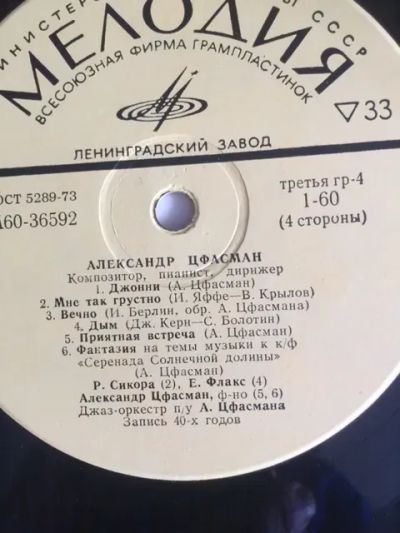 МИНИСТЕРС Ы СССР
МЕЛОДИЯ
ВСЕСОЮЗНАЯ ФИРМА ГРАМПЛАСТИНОК
▽ 33
ЛЕНИНГРАДСКИЙ ЗАВОД
ОСТ 5289-73
третья гр-4
М60-36592
1-60
(4 стороны)
АЛЕКСАНДР ЦФАСМАН
Композитор, пианист, дирижер
1. Джонни (А. Цфасман)
2. Мне так грустно (И. Яффе—В. Крылов)
3. Вечно (И. Берлин, обр. А. Цфасмана)
4. Дым (Дж. Керн—С. Болотин)
5. Приятная встреча (А. Цфасман)
6. Фантазия на темы музыки к к/ф
«Серенада Солнечной долины»
(А. Цфасман)
Р. Сикора (2), Е. Флакс (4)
Александр Цфасман, ф-но (5, 6)
Джаз-оркестр п/у А. Цфасмана
Запись 40-х годов